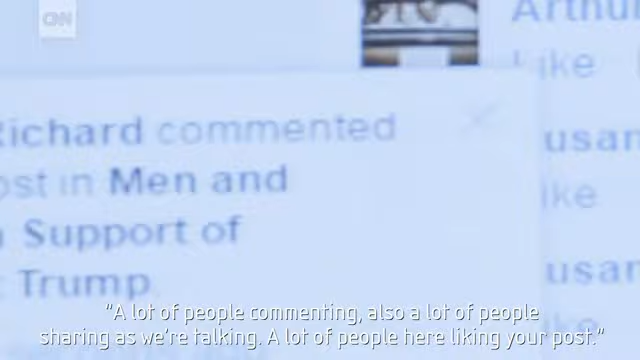 CNN
Arthur
Like
Richard commented
ost in Men and
Support of
Trump.
usan
ike
usan
ike
"A lot of people commenting, also a lot of people
sharing as we're talking. A lot of people here liking your post."